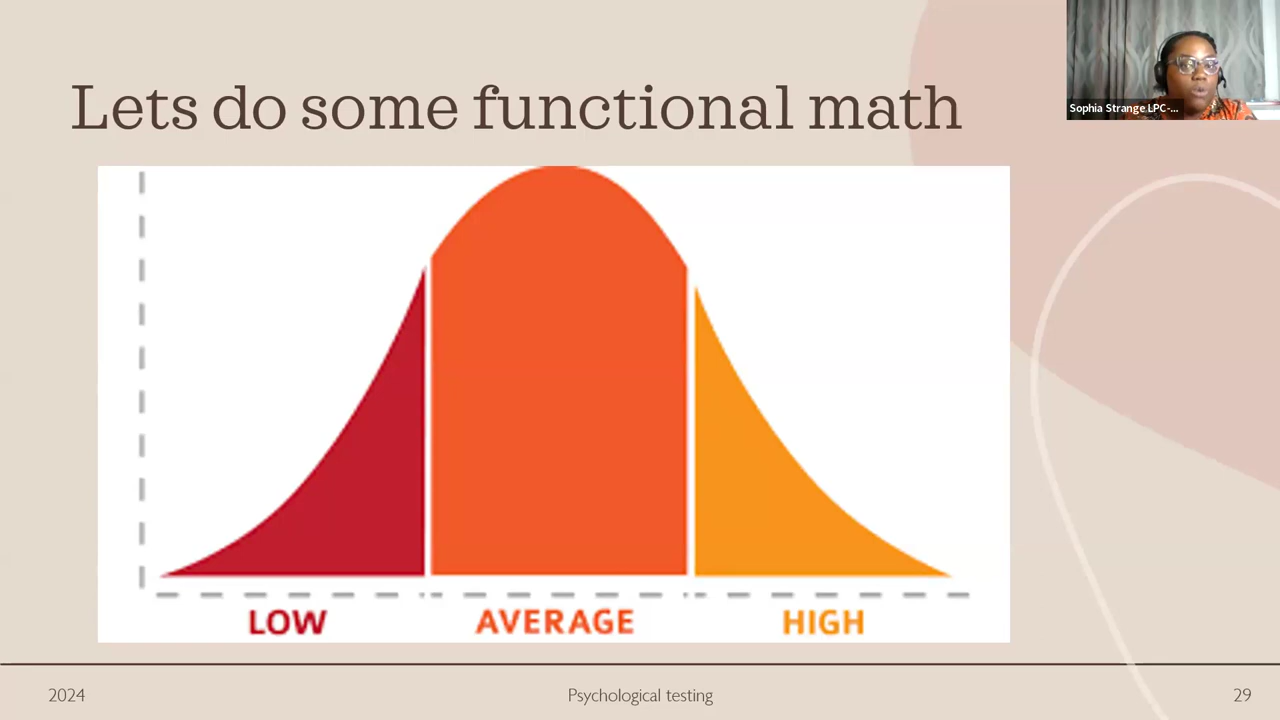 Lets do some functional math
Sophia Strange LPC-...
LOW AVERAGE HIGH
2024 Psychological testing 29